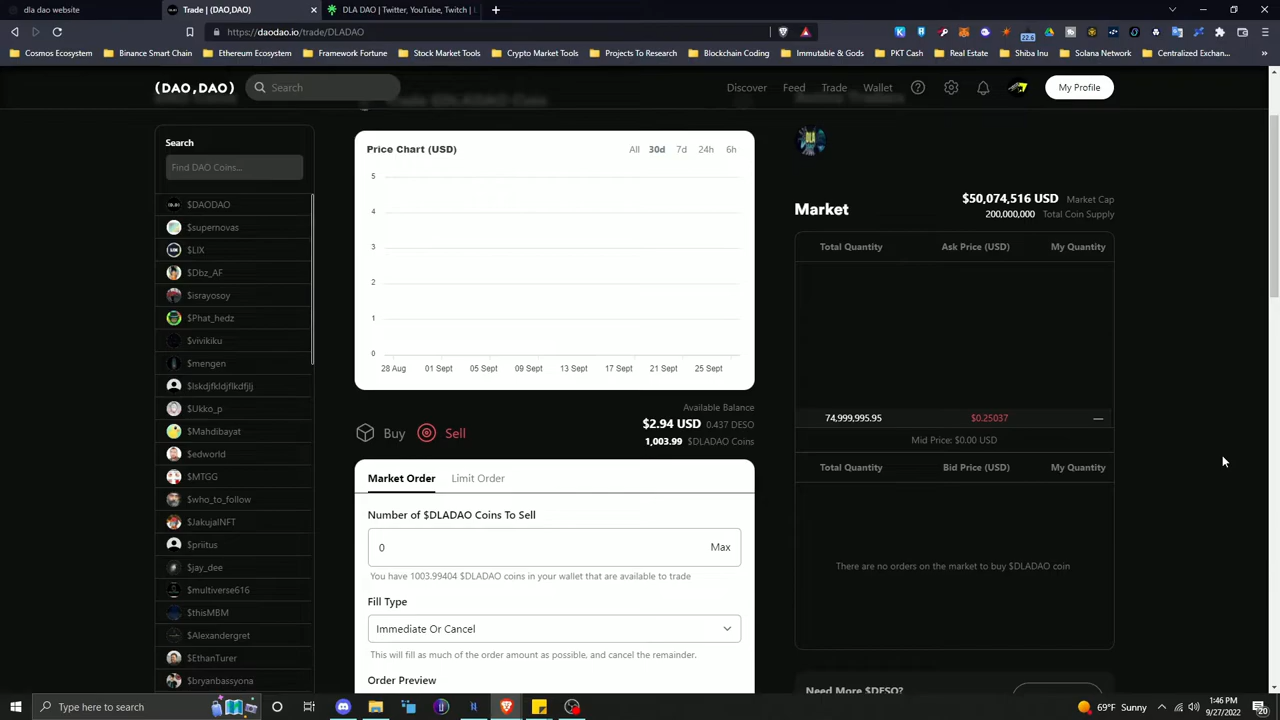 dla dao website
Trade | (DAO,DAO)
DLA DAO | Twitter, YouTube, Twitch | L
https://daodao.io/trade/DLADAO
22.6
Cosmos Ecosystem
Binance Smart Chain
Ethereum Ecosystem
Framework Fortune
Stock Market Tools
Crypto Market Tools
Projects To Research
Blockchain Coding
Immutable & Gods
PKT Cash
Real Estate
Shiba Inu
Solana Network
Centralized Exchan...
(DAO,DAO)
Search
Discover
Feed
Trade
Wallet
My Profile
Search
Find DAO Coins...
$DAODAO
$supernovas
$LIX
$Dbz_AF
$israyosoy
$Phat_hedz
$vivikiku
$mengen
$lskdjfkldjflkdfjlj
$Ukko_p
$Mahdibayat
$edworld
$MTGG
$who_to_follow
$JakujalNFT
$priitus
$jay_dee
$multiverse616
$thisMBM
$Alexandergret
$EthanTurer
$bryanbassyona
Price Chart (USD)
All 30d 7d 24h 6h
5
4
3
2
1
0
28 Aug 01 Sept 05 Sept 09 Sept 13 Sept 17 Sept 21 Sept 25 Sept
Available Balance
Buy Sell
$2.94 USD 0.437 DESO
1,003.99 $DLADAO Coins
Market Order Limit Order
Number of $DLADAO Coins To Sell
0 Max
You have 1003.99404 $DLADAO coins in your wallet that are available to trade
Fill Type
Immediate Or Cancel
This will fill as much of the order amount as possible, and cancel the remainder.
Order Preview
DLA
Market
$50,074,516 USD Market Cap
200,000,000 Total Coin Supply
Total Quantity Ask Price (USD) My Quantity
74,999,995.95 $0.25037 —
Mid Price: $0.00 USD
Total Quantity Bid Price (USD) My Quantity
There are no orders on the market to buy $DLADAO coin
Need More $DESO?
Type here to search
69°F Sunny
1:46 PM
9/27/2022